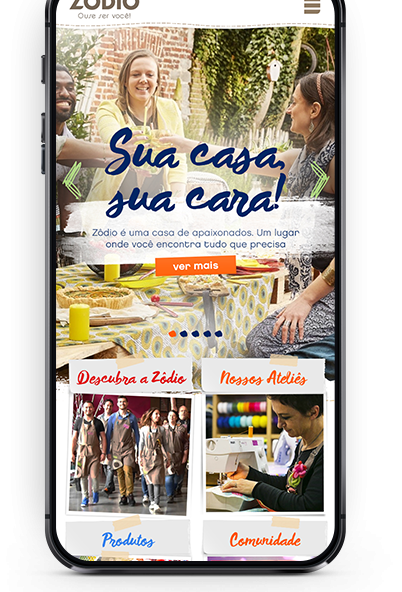 ZÔDIO
Ouse ser você!
Sua casa,
sua cara!
Zôdio é uma casa de apaixonados. Um lugar
onde você encontra tudo que precisa
ver mais
Descubra a Zôdio
Nossos Ateliês
Produtos
Comunidade